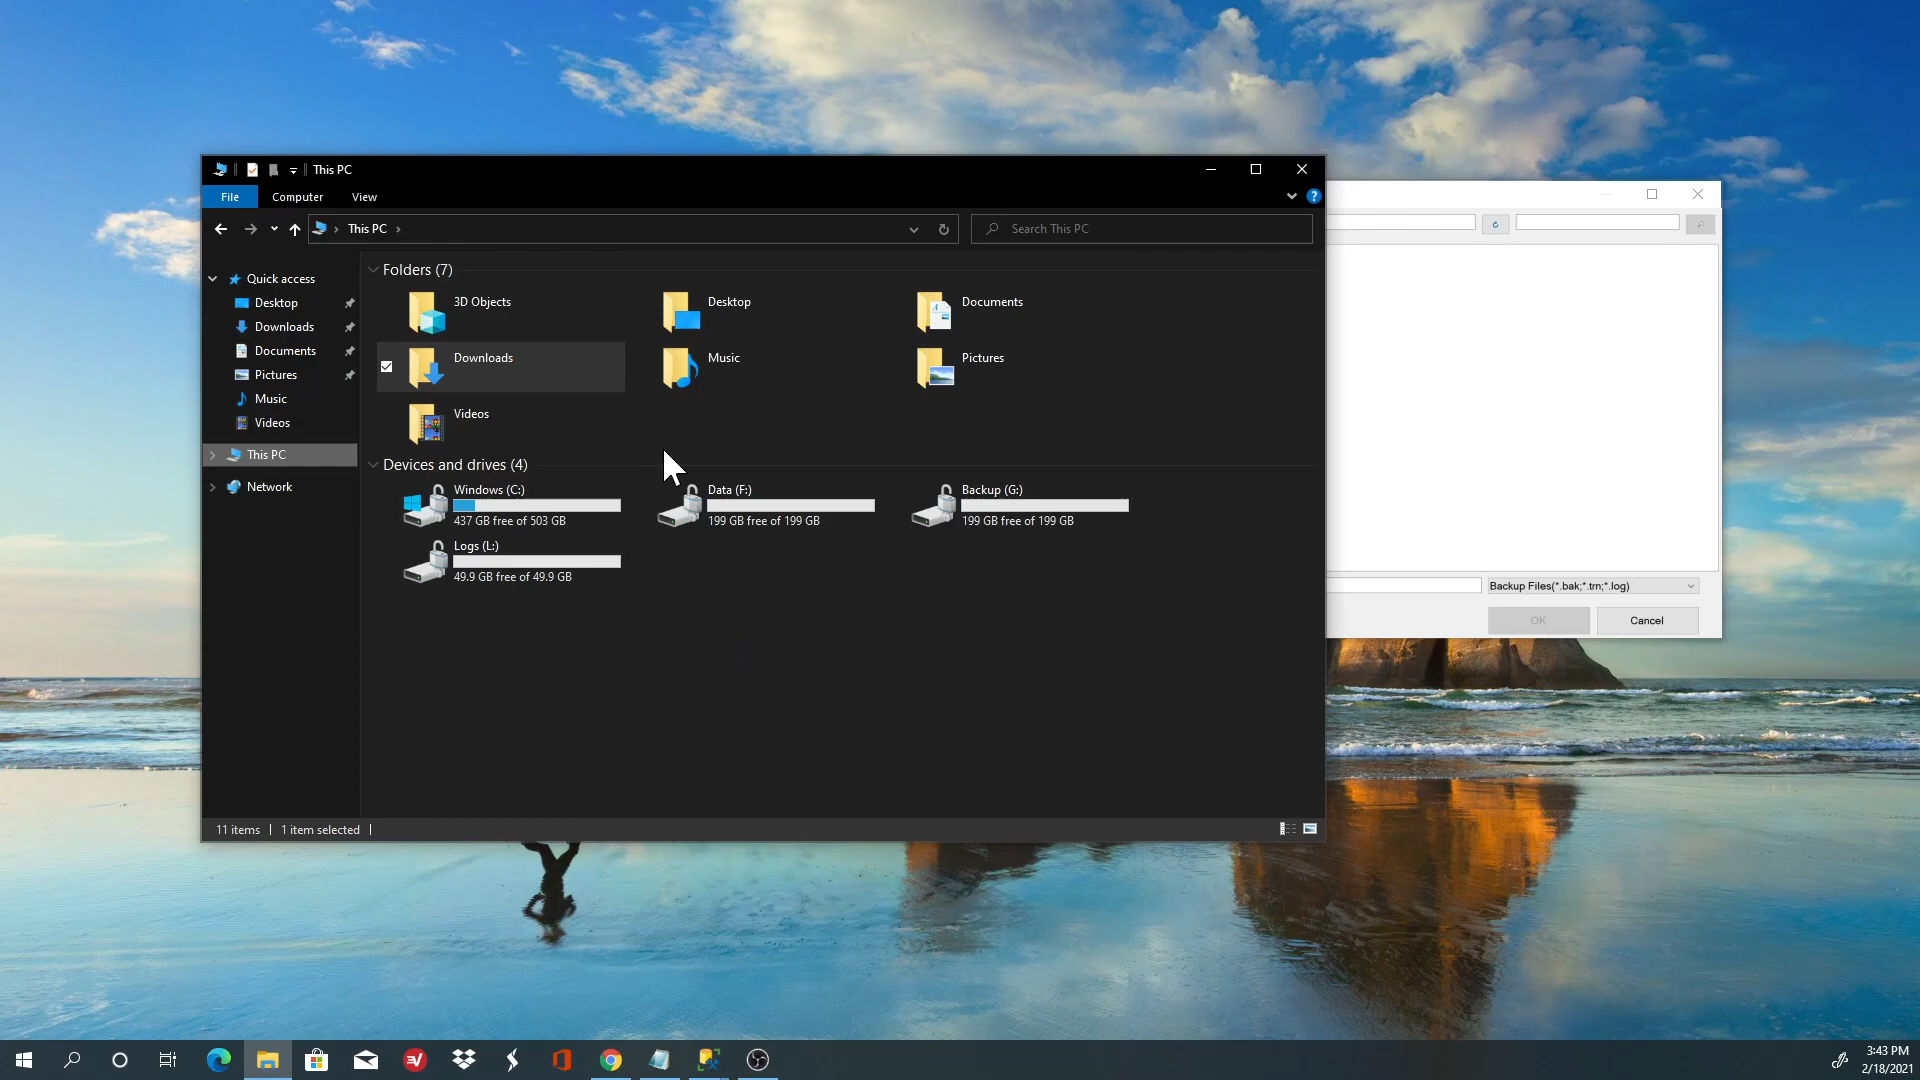 This PC
File
Computer
View
This PC
Search This PC
Quick access
Desktop
Downloads
Documents
Pictures
Music
Videos
This PC
Network
Folders (7)
3D Objects
Desktop
Documents
Downloads
Music
Pictures
Videos
Devices and drives (4)
Windows (C:)
437 GB free of 503 GB
Data (F:)
199 GB free of 199 GB
Backup (G:)
199 GB free of 199 GB
Logs (L:)
49.9 GB free of 49.9 GB
11 items
1 item selected
Backup Files(*.bak;*.trn;*.log)
OK
Cancel
3:43 PM
2/18/2021